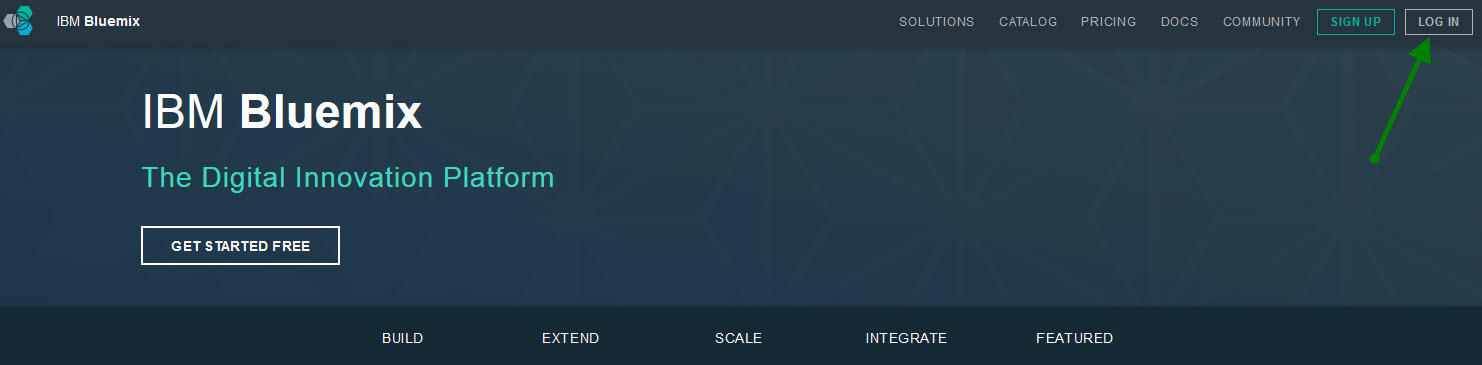 IBM Bluemix SOLUTIONS CATALOG PRICING DOCS COMMUNITY SIGN UP LOG IN
IBM Bluemix
The Digital Innovation Platform
GET STARTED FREE
BUILD EXTEND SCALE INTEGRATE FEATURED